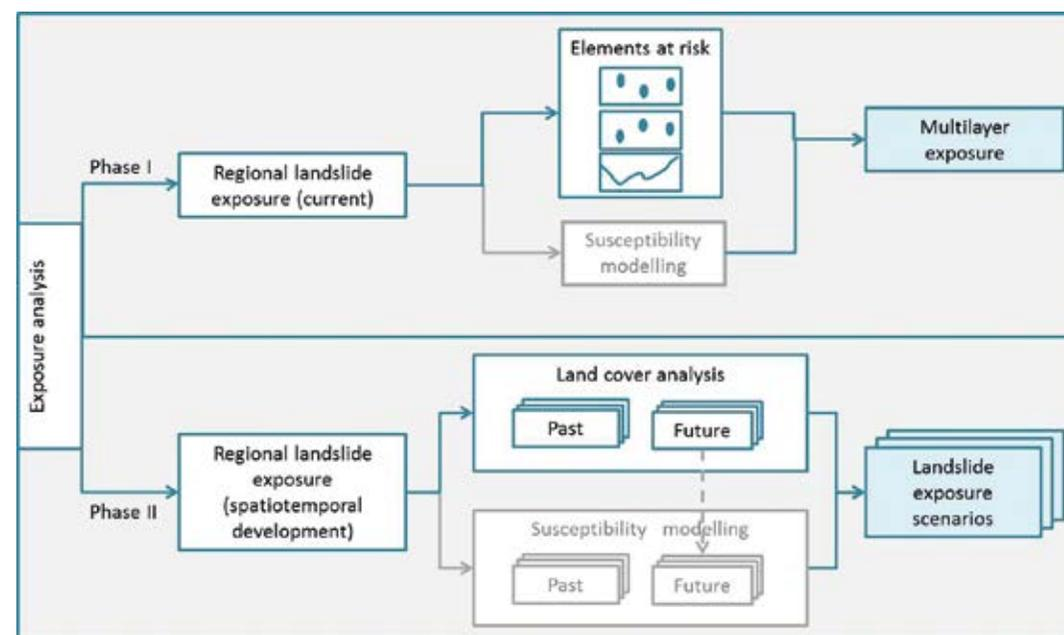 Exposure analysis
Phase I
Regional landslide
exposure (current)
Elements at risk
Susceptibility
modelling
Multilayer
exposure
Phase II
Regional landslide
exposure
(spatiotemporal
development)
Land cover analysis
Past
Future
Susceptibility modelling
Past
Future
Landslide
exposure
scenarios